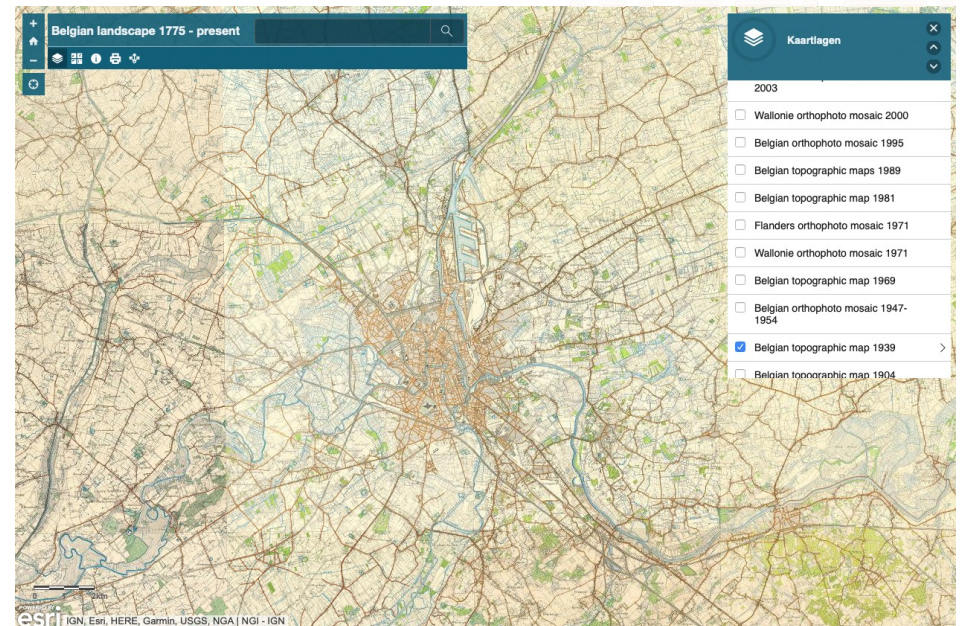 Belgian landscape 1775 - present
Kaartlagen
2003
Wallonie orthophoto mosaic 2000
Belgian orthophoto mosaic 1995
Belgian topographic maps 1989
Belgian topographic map 1981
Flanders orthophoto mosaic 1971
Wallonie orthophoto mosaic 1971
Belgian topographic map 1969
Belgian orthophoto mosaic 1947-
1954
Belgian topographic map 1939
Belgian topographic map 1904
0 1 2km
POWERED BY
esri
IGN, Esri, HERE, Garmin, USGS, NGA | NGI - IGN